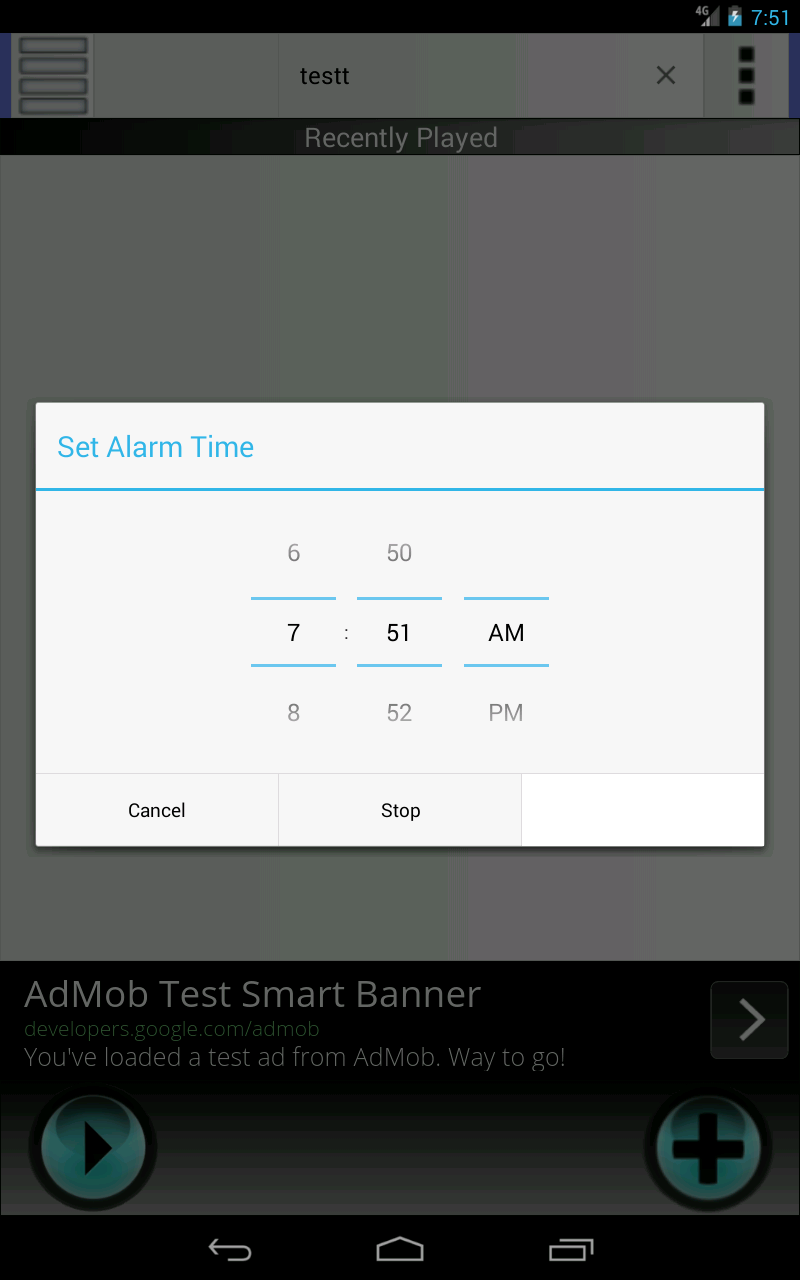 4G 7:51
testt
Recently Played
Set Alarm Time
6 50
7 : 51 AM
8 52 PM
Cancel Stop
AdMob Test Smart Banner
developers.google.com/admob
You've loaded a test ad from AdMob. Way to go!